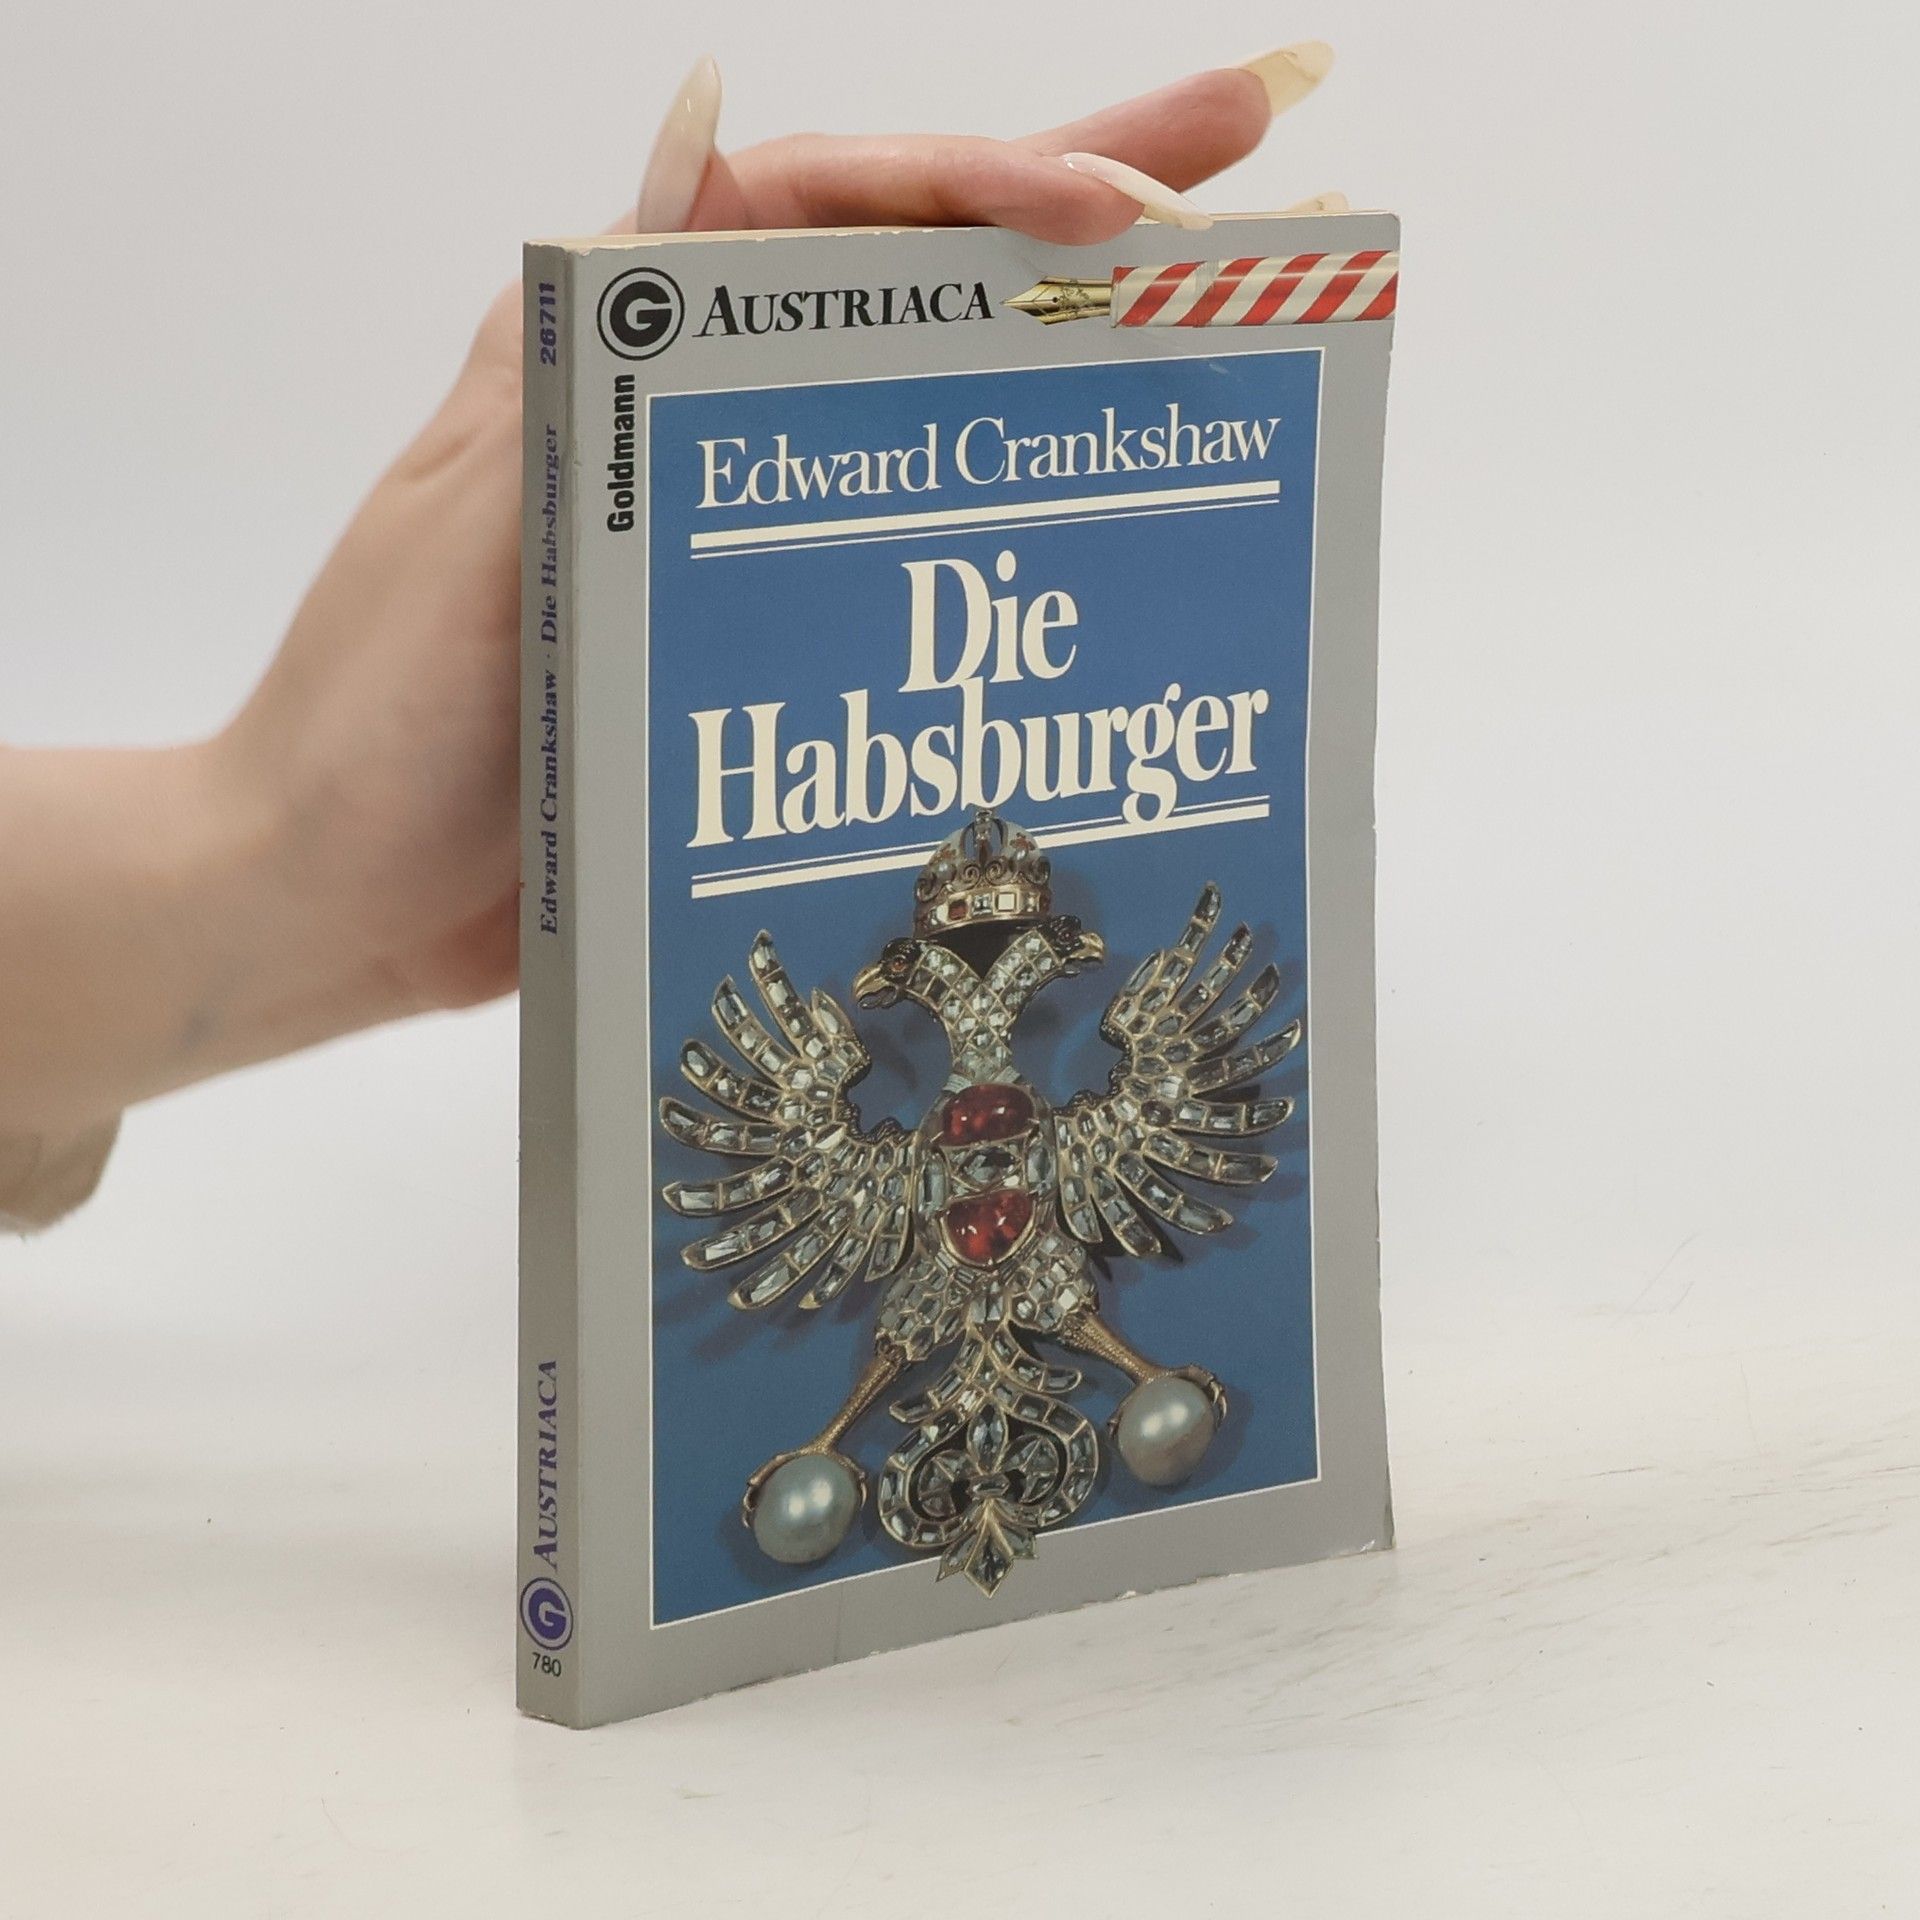 G AUSTRIACA
Goldmann
Edward Crankshaw
Die
Habsburger
Edward Crankshaw · Die Habsburger 26711
G AUSTRIACA
780